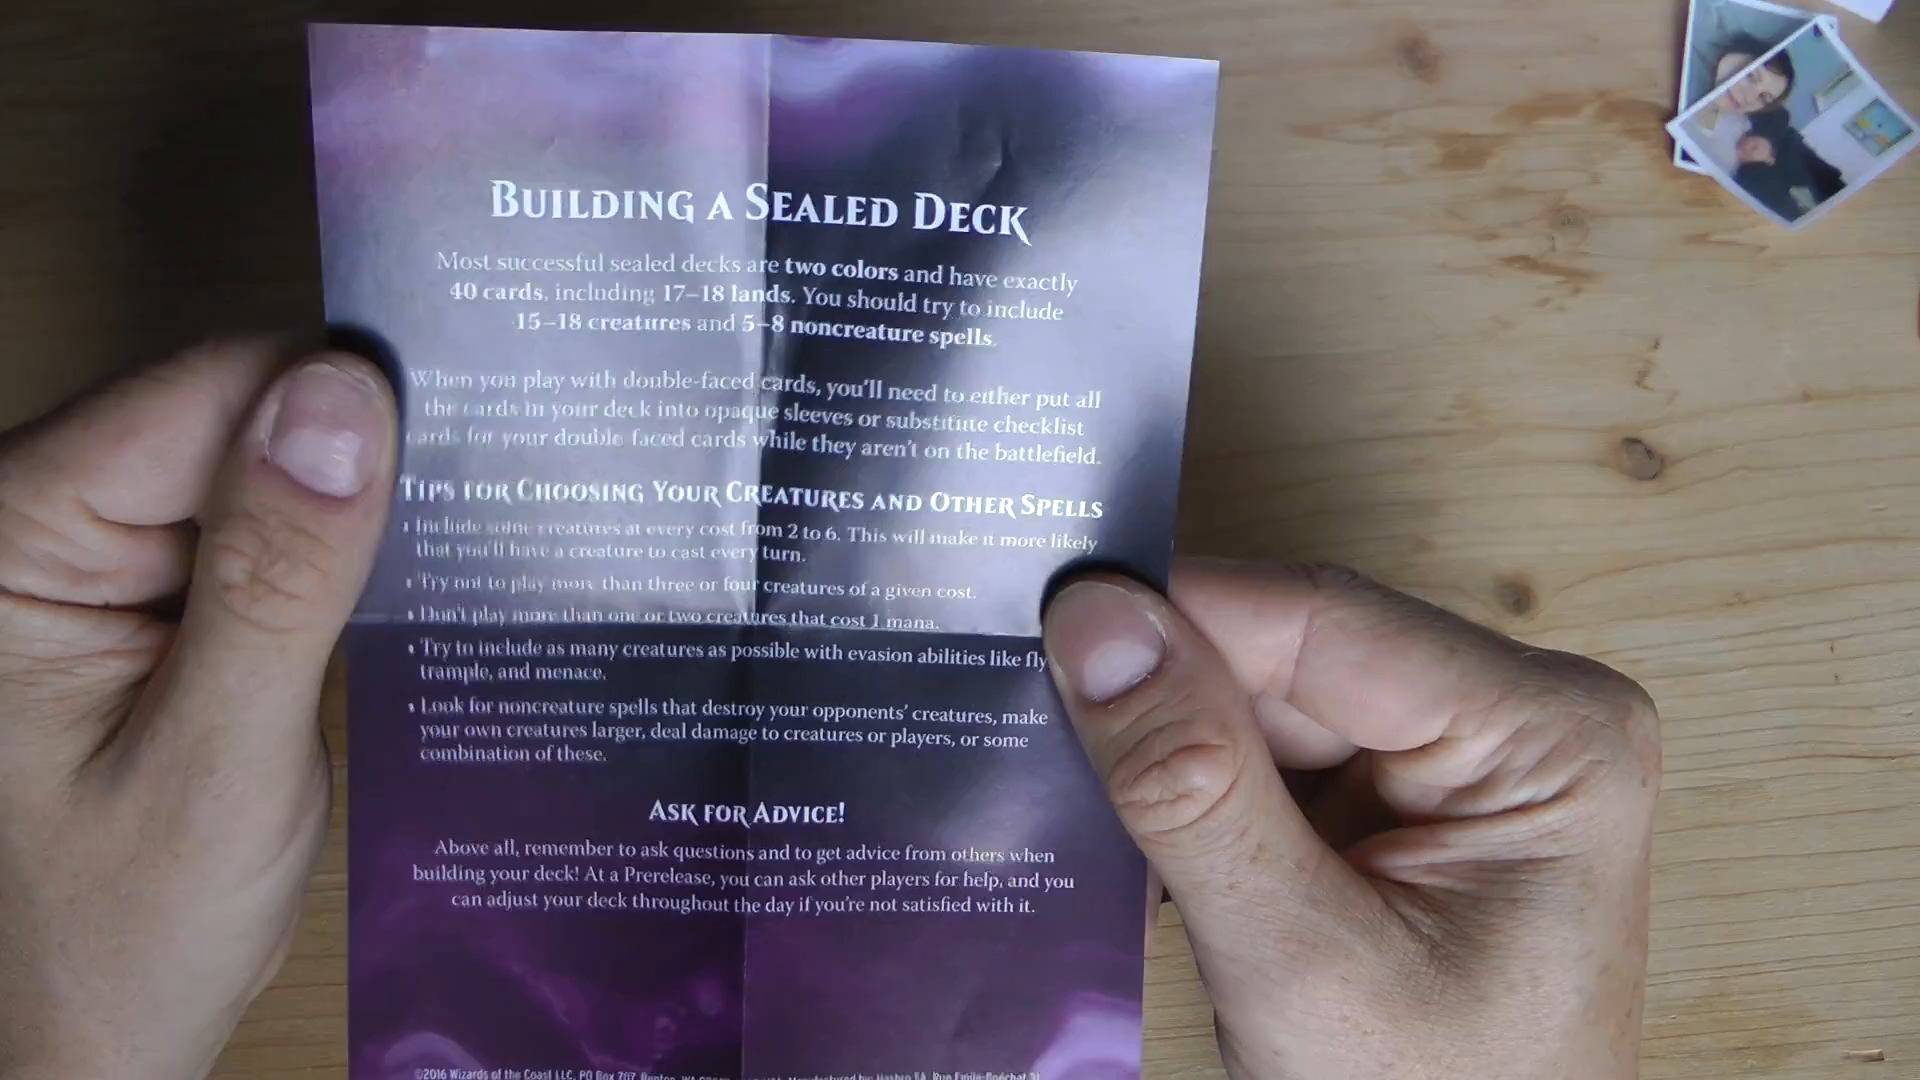 BUILDING A SEALED DECK
Most successful sealed decks are two colors and have exactly
40 cards, including 17–18 lands. You should try to include
15–18 creatures and 5–8 noncreature spells.
When you play with double-faced cards, you'll need to either put all
the cards in your deck into opaque sleeves or substitute checklist
cards for your double faced cards while they aren't on the battlefield.
TIPS FOR CHOOSING YOUR CREATURES AND OTHER SPELLS
• Include some creatures at every cost from 2 to 6. This will make it more likely
that you'll have a creature to cast every turn.
• Try not to play more than three or four creatures of a given cost.
• Don't play more than one or two creatures that cost 1 mana.
• Try to include as many creatures as possible with evasion abilities like fly
trample, and menace.
• Look for noncreature spells that destroy your opponents' creatures, make
your own creatures larger, deal damage to creatures or players, or some
combination of these.
ASK FOR ADVICE!
Above all, remember to ask questions and to get advice from others when
building your deck! At a Prerelease, you can ask other players for help, and you
can adjust your deck throughout the day if you're not satisfied with it.
©2016 Wizards of the Coast LLC, PO Box 707, Renton, WA Manufactured by: Hasbro SA, Rue Emile-Boéchat 31